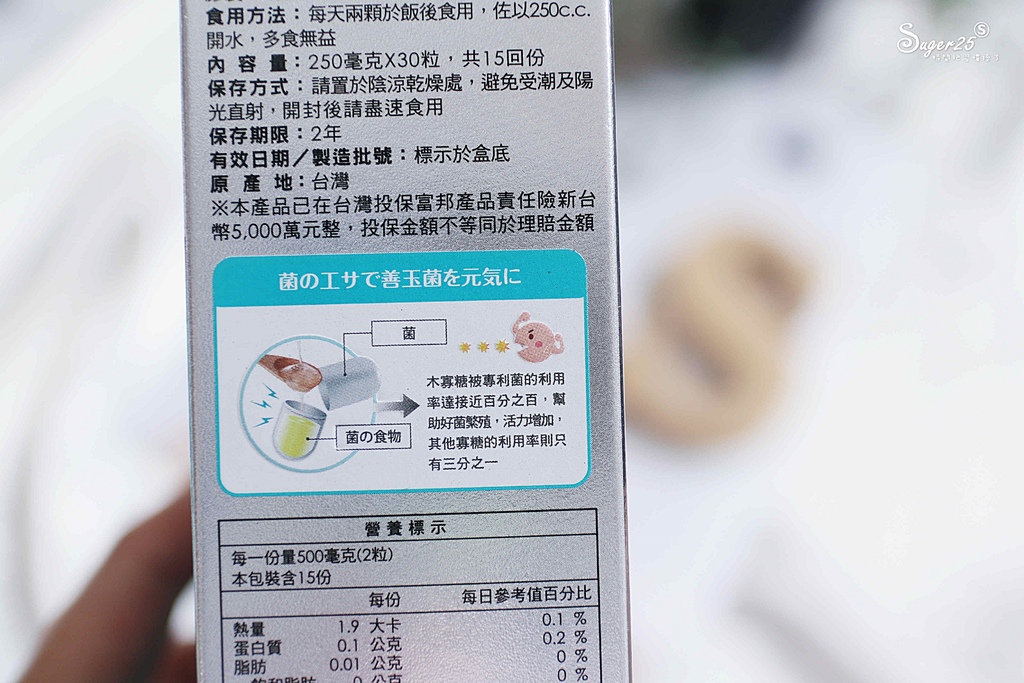 食用方法：每天兩顆於飯後食用，佐以250c.c.
開水，多食無益
內 容 量：250毫克X30粒，共15回份
保存方式：請置於陰涼乾燥處，避免受潮及陽
光直射，開封後請盡速食用
保存期限：2年
有效日期／製造批號：標示於盒底
原 產 地：台灣
※本產品已在台灣投保富邦產品責任險新台
幣5,000萬元整，投保金額不等同於理賠金額
菌のエサで善玉菌を元気に
菌
菌の食物
木寡糖被專利菌的利用
率達接近百分之百，幫
助好菌繁殖，活力增加，
其他寡糖的利用率則只
有三分之一
營養標示
每一份量500毫克(2粒)
本包裝含15份
每份 每日參考值百分比
熱量 1.9 大卡 0.1 %
蛋白質 0.1 公克 0.2 %
脂肪 0.01 公克 0 %
飽和脂肪 0 公克 0 %
Suger25